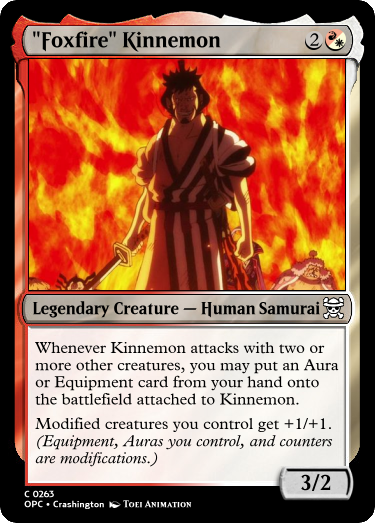 "Foxfire" Kinnemon 2
Legendary Creature — Human Samurai
Whenever Kinnemon attacks with two or
more other creatures, you may put an Aura
or Equipment card from your hand onto
the battlefield attached to Kinnemon.
Modified creatures you control get +1/+1.
(Equipment, Auras you control, and counters
are modifications.)
3/2
C 0263
OPC • Crashington Toei Animation